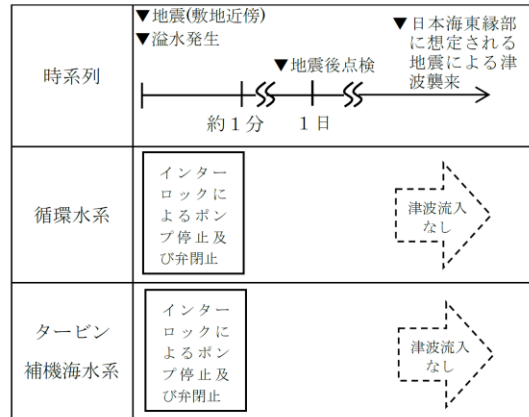 時系列
▼地震(敷地近傍)
▼溢水発生
▼地震後点検
▼日本海東縁部
に想定される
地震による津
波襲来
約１分
１日
循環水系
インター
ロックに
よるポン
プ停止及
び弁閉止
津波流入
なし
タービン
補機海水系
インター
ロックに
よるポン
プ停止及
び弁閉止
津波流入
なし